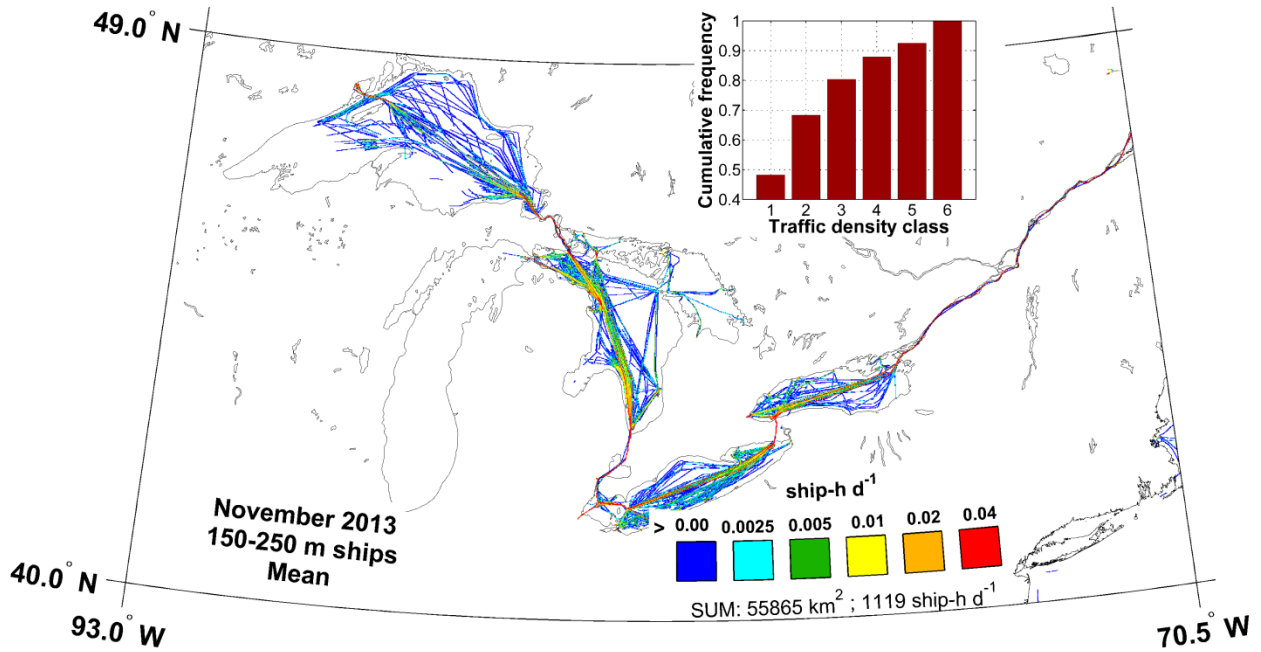 49.0° N
1
0.9
0.8
0.7
0.6
0.5
0.4
Cumulative frequency
1 2 3 4 5 6
Traffic density class
November 2013
150-250 m ships
Mean
ship-h d⁻¹
> 0.00 0.0025 0.005 0.01 0.02 0.04
SUM: 55865 km² ; 1119 ship-h d⁻¹
40.0° N
93.0° W
70.5° W